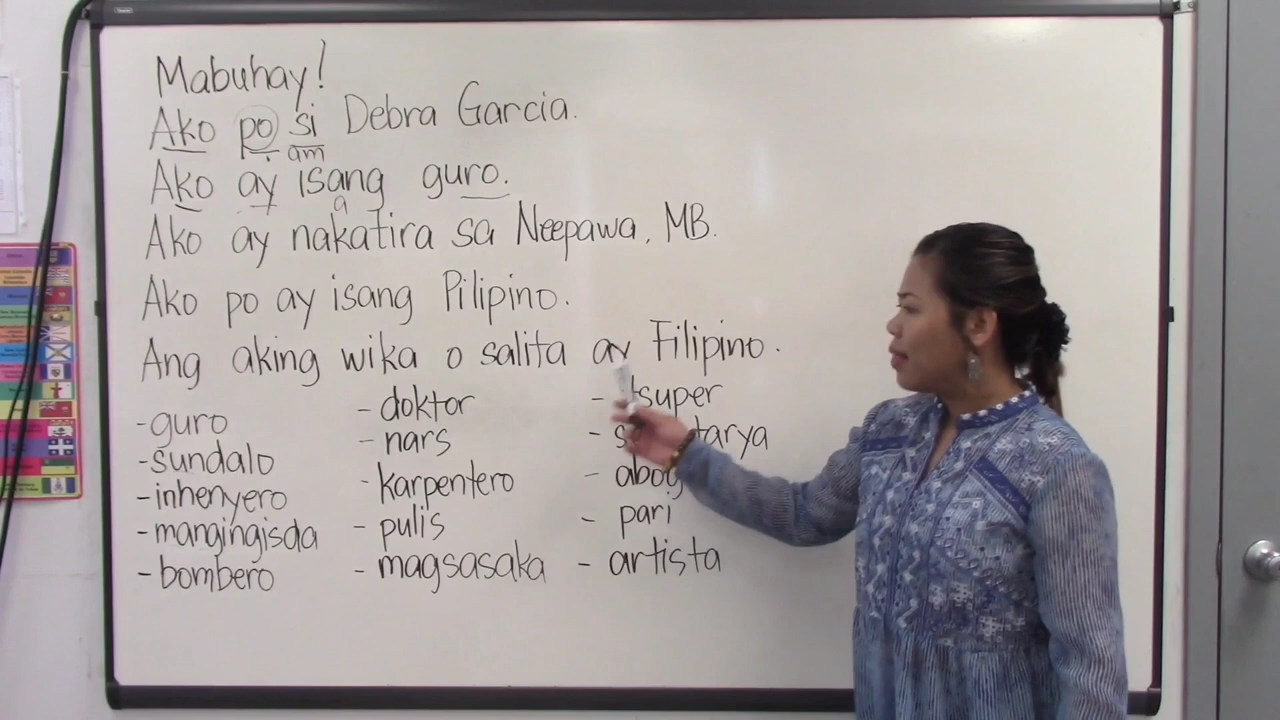 Mabuhay!
Ako po si Debra Garcia.
am
Ako ay isang guro.
a
Ako ay nakatira sa Neepawa, MB.
Ako po ay isang Pilipino.
Ang aking wika o salita ay Filipino.
- guro
- sundalo
- inhenyero
- mangingisda
- bombero
- doktor
- nars
- karpentero
- pulis
- magsasaka
- tsuper
-
-
- pari
- artista